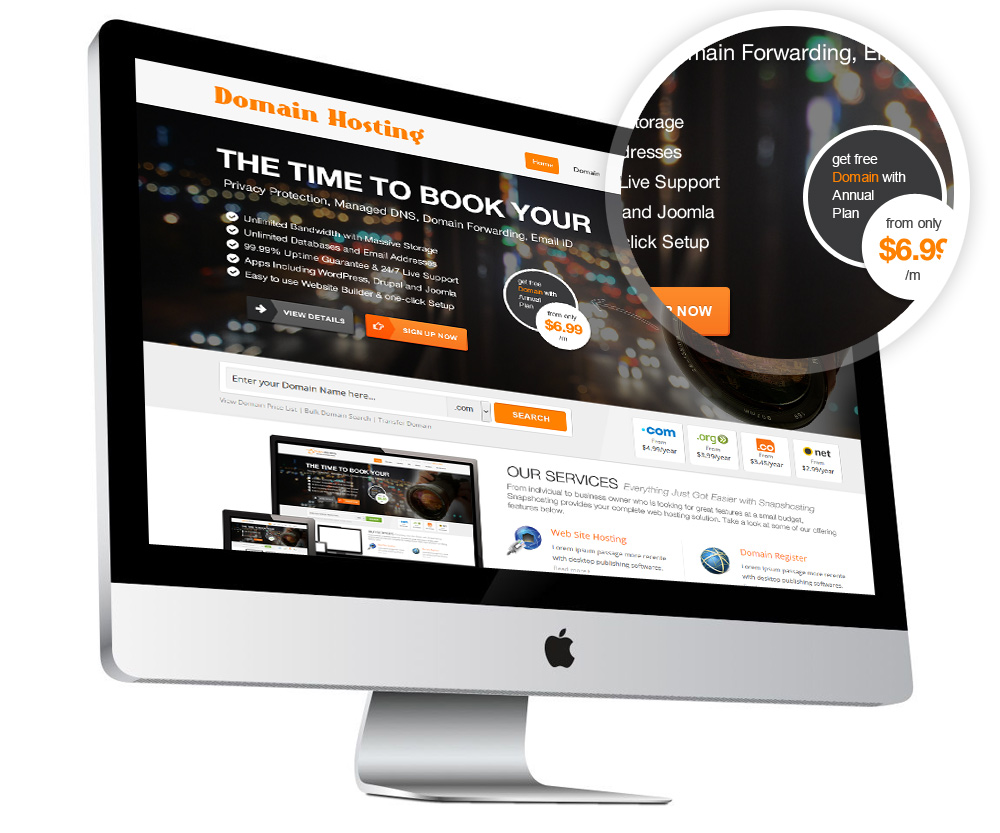 Domain Hosting
Home
Domain
THE TIME TO BOOK YOUR
Privacy Protection, Managed DNS, Domain Forwarding, Email ID
Unlimited Bandwidth with Massive Storage
Unlimited Databases and Email Addresses
99.99% Uptime Guarantee & 24/7 Live Support
Apps Including WordPress, Drupal and Joomla
Easy to use Website Builder & one-click Setup
VIEW DETAILS
SIGN UP NOW
get free
Domain with
Annual
Plan
from only
$6.99
/m
main Forwarding, Em
torage
dresses
Live Support
and Joomla
click Setup
P NOW
get free
Domain with
Annual
Plan
from only
$6.99
/m
Enter your Domain Name here...
.com
SEARCH
View Domain Price List | Bulk Domain Search | Transfer Domain
.com
From
$4.99/year
.org
From
$3.99/year
.co
From
$3.45/year
net
From
$2.99/year
THE TIME TO BOOK YOUR
OUR SERVICES Everything Just Got Easier with Snapshosting
From individual to business owner who is looking for great features at a small budget,
Snapshosting provides your complete web hosting solution. Take a look at some of our offering
features below.
Web Site Hosting
Lorem ipsum passage more recente
with desktop publishing softwares.
Read more
Domain Register
Lorem ipsum passage more recente
with desktop publishing softwares.